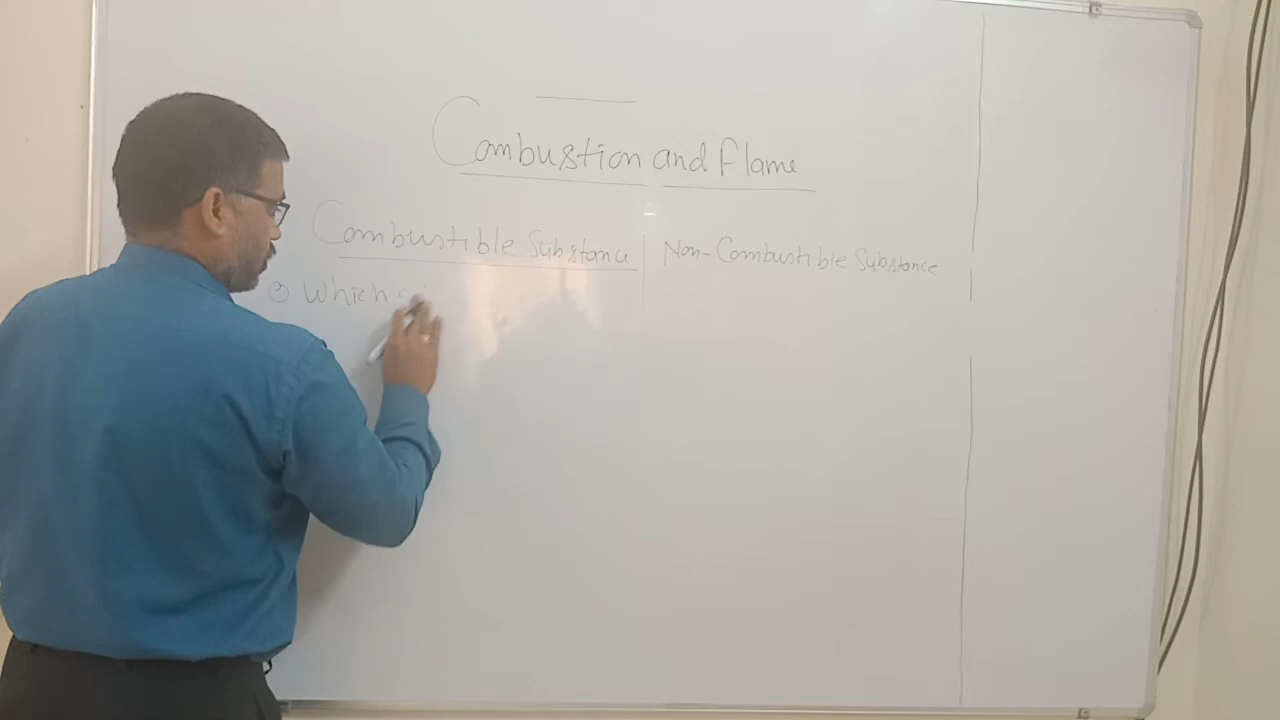 Combustion and Flame
Combustible Substance
Non-Combustible Substance
Which